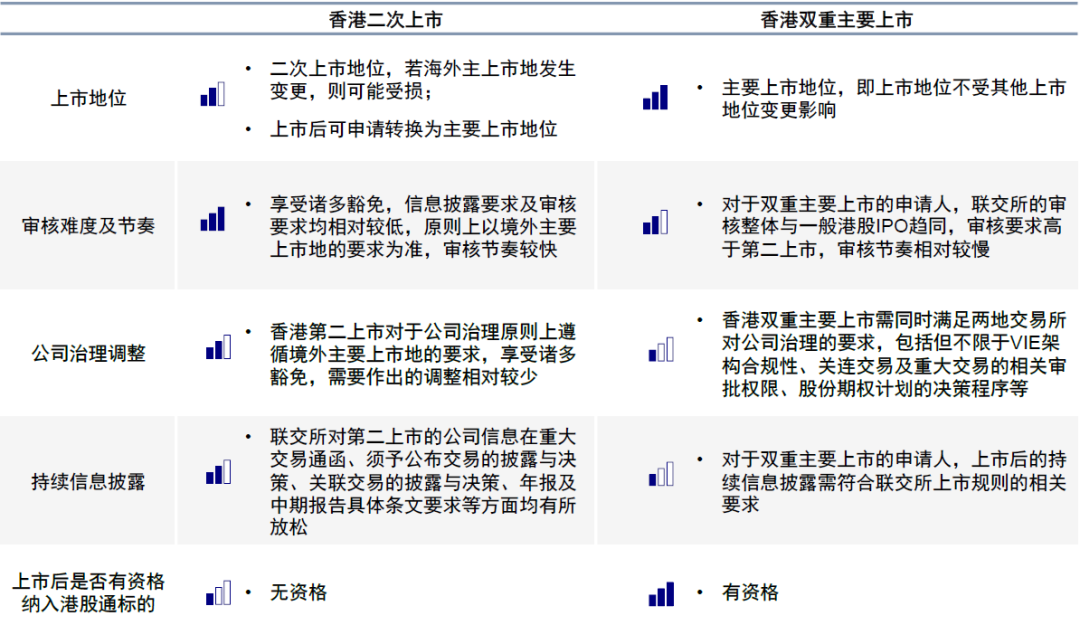 香港二次上市
香港双重主要上市
上市地位
• 二次上市地位，若海外主上市地发生
变更，则可能受损；
• 上市后可申请转换为主要上市地位
• 主要上市地位，即上市地位不受其他上市
地位变更影响
审核难度及节奏
• 享受诸多豁免，信息披露要求及审核
要求均相对较低，原则上以境外主要
上市地的要求为准，审核节奏较快
• 对于双重主要上市的申请人，联交所的审
核整体与一般港股IPO趋同，审核要求高
于第二上市，审核节奏相对较慢
公司治理调整
• 香港第二上市对于公司治理原则上遵
循境外主要上市地的要求，享受诸多
豁免，需要作出的调整相对较少
• 香港双重主要上市需同时满足两地交易所
对公司治理的要求，包括但不限于VIE架
构合规性、关连交易及重大交易的相关审
批权限、股份期权计划的决策程序等
持续信息披露
• 联交所对第二上市的公司信息在重大
交易通函、须予公布交易的披露与决
策、关联交易的披露与决策、年报及
中期报告具体条文要求等方面均有所
放松
• 对于双重主要上市的申请人，上市后的持
续信息披露需符合联交所上市规则的相关
要求
上市后是否有资格
纳入港股通标的
• 无资格
• 有资格